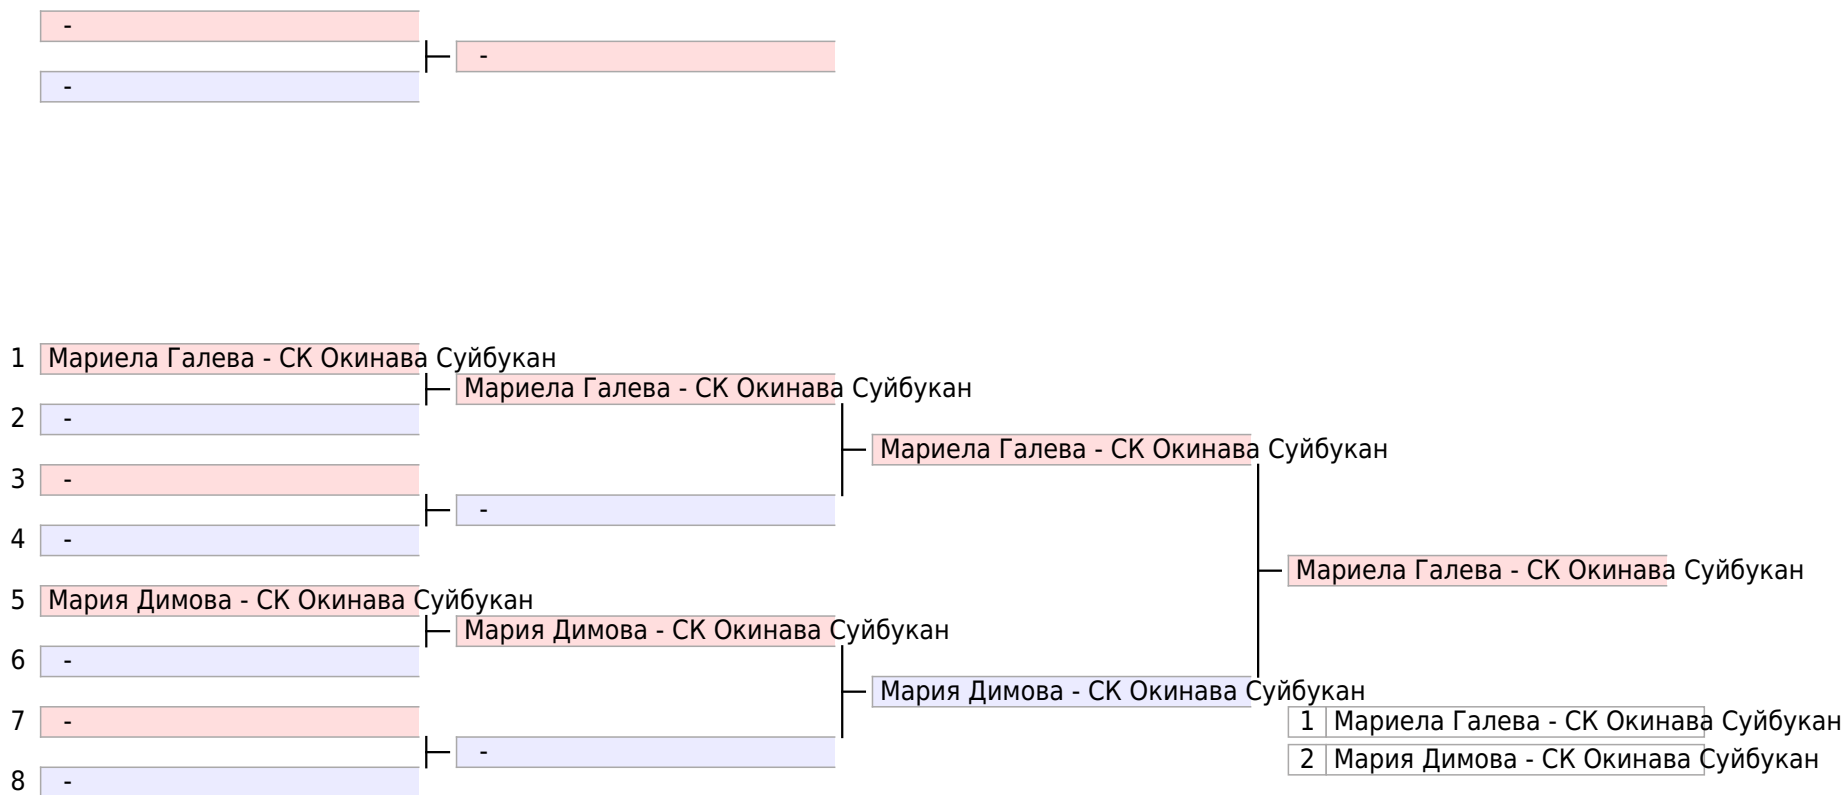 -
-
-
1 Мариела Галева - СК Окинава Суйбукан
Мариела Галева - СК Окинава Суйбукан
2 -
Мариела Галева - СК Окинава Суйбукан
3 -
-
4 -
Мариела Галева - СК Окинава Суйбукан
5 Мария Димова - СК Окинава Суйбукан
Мария Димова - СК Окинава Суйбукан
6 -
Мария Димова - СК Окинава Суйбукан
7 -
1 Мариела Галева - СК Окинава Суйбукан
-
2 Мария Димова - СК Окинава Суйбукан
8 -